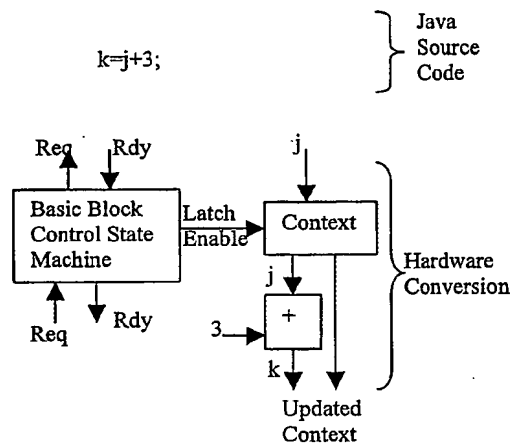 k=j+3;
Java
Source
Code
Req
Rdy
j
Basic Block
Control State
Machine
Latch
Enable
Context
Hardware
Conversion
j
3
+
k
Req
Rdy
Updated
Context